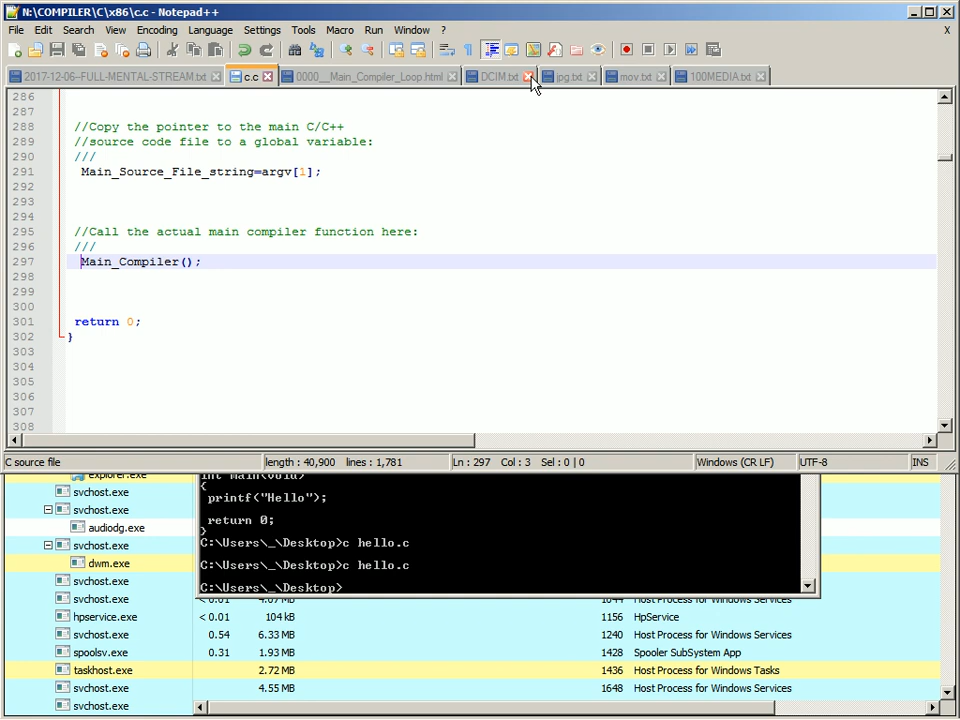 N:\COMPILER\C\x86\c.c - Notepad++
File Edit Search View Encoding Language Settings Tools Macro Run Window ? X
2017-12-06--FULL-MENTAL-STREAM.txt c.c 0000__Main_Compiler_Loop.html DCIM.txt jpg.txt mov.txt 100MEDIA.txt
286
287
288 //Copy the pointer to the main C/C++
289 //source code file to a global variable:
290 ///
291 Main_Source_File_string=argv[1];
292
293
294
295 //Call the actual main compiler function here:
296 ///
297 Main_Compiler();
298
299
300
301 return 0;
302 }
303
304
305
306
307
308
C source file length : 40,900 lines : 1,781 Ln : 297 Col : 3 Sel : 0 | 0 Windows (CR LF) UTF-8 INS
explorer.exe
svchost.exe
svchost.exe
audiodg.exe
svchost.exe
dwm.exe
svchost.exe
int main(void)
{
printf("Hello");
return 0;
}
C:\Users\_\Desktop>c hello.c
C:\Users\_\Desktop>c hello.c
C:\Users\_\Desktop>
svchost.exe < 0.01 4.07 MB 1044 Host Process for Windows Services
hpservice.exe < 0.01 104 kB 1156 HpService
svchost.exe 0.54 6.33 MB 1240 Host Process for Windows Services
spoolsv.exe 0.31 1.93 MB 1428 Spooler SubSystem App
taskhost.exe 2.72 MB 1436 Host Process for Windows Tasks
svchost.exe 4.55 MB 1648 Host Process for Windows Services
svchost.exe